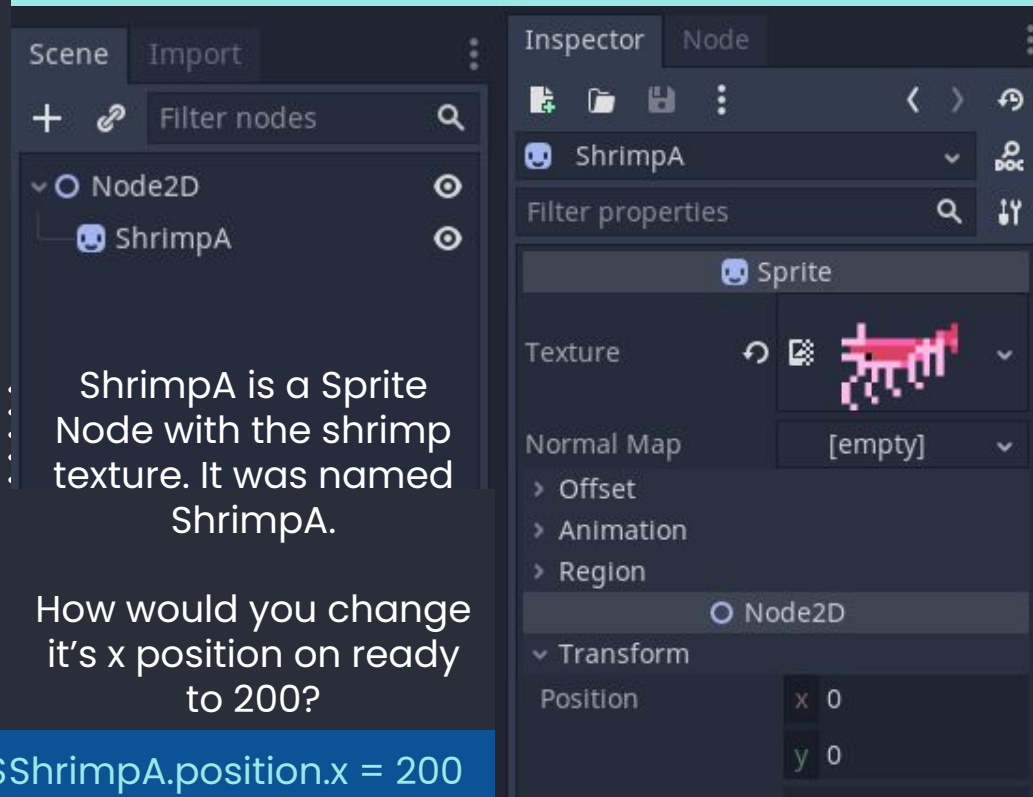 Scene Import
Filter nodes
Node2D
ShrimpA
ShrimpA is a Sprite
Node with the shrimp
texture. It was named
ShrimpA.
How would you change
it's x position on ready
to 200?
$ShrimpA.position.x = 200
Inspector Node
ShrimpA
DOC
Filter properties
Sprite
Texture
Normal Map [empty]
Offset
Animation
Region
Node2D
Transform
Position x 0
y 0